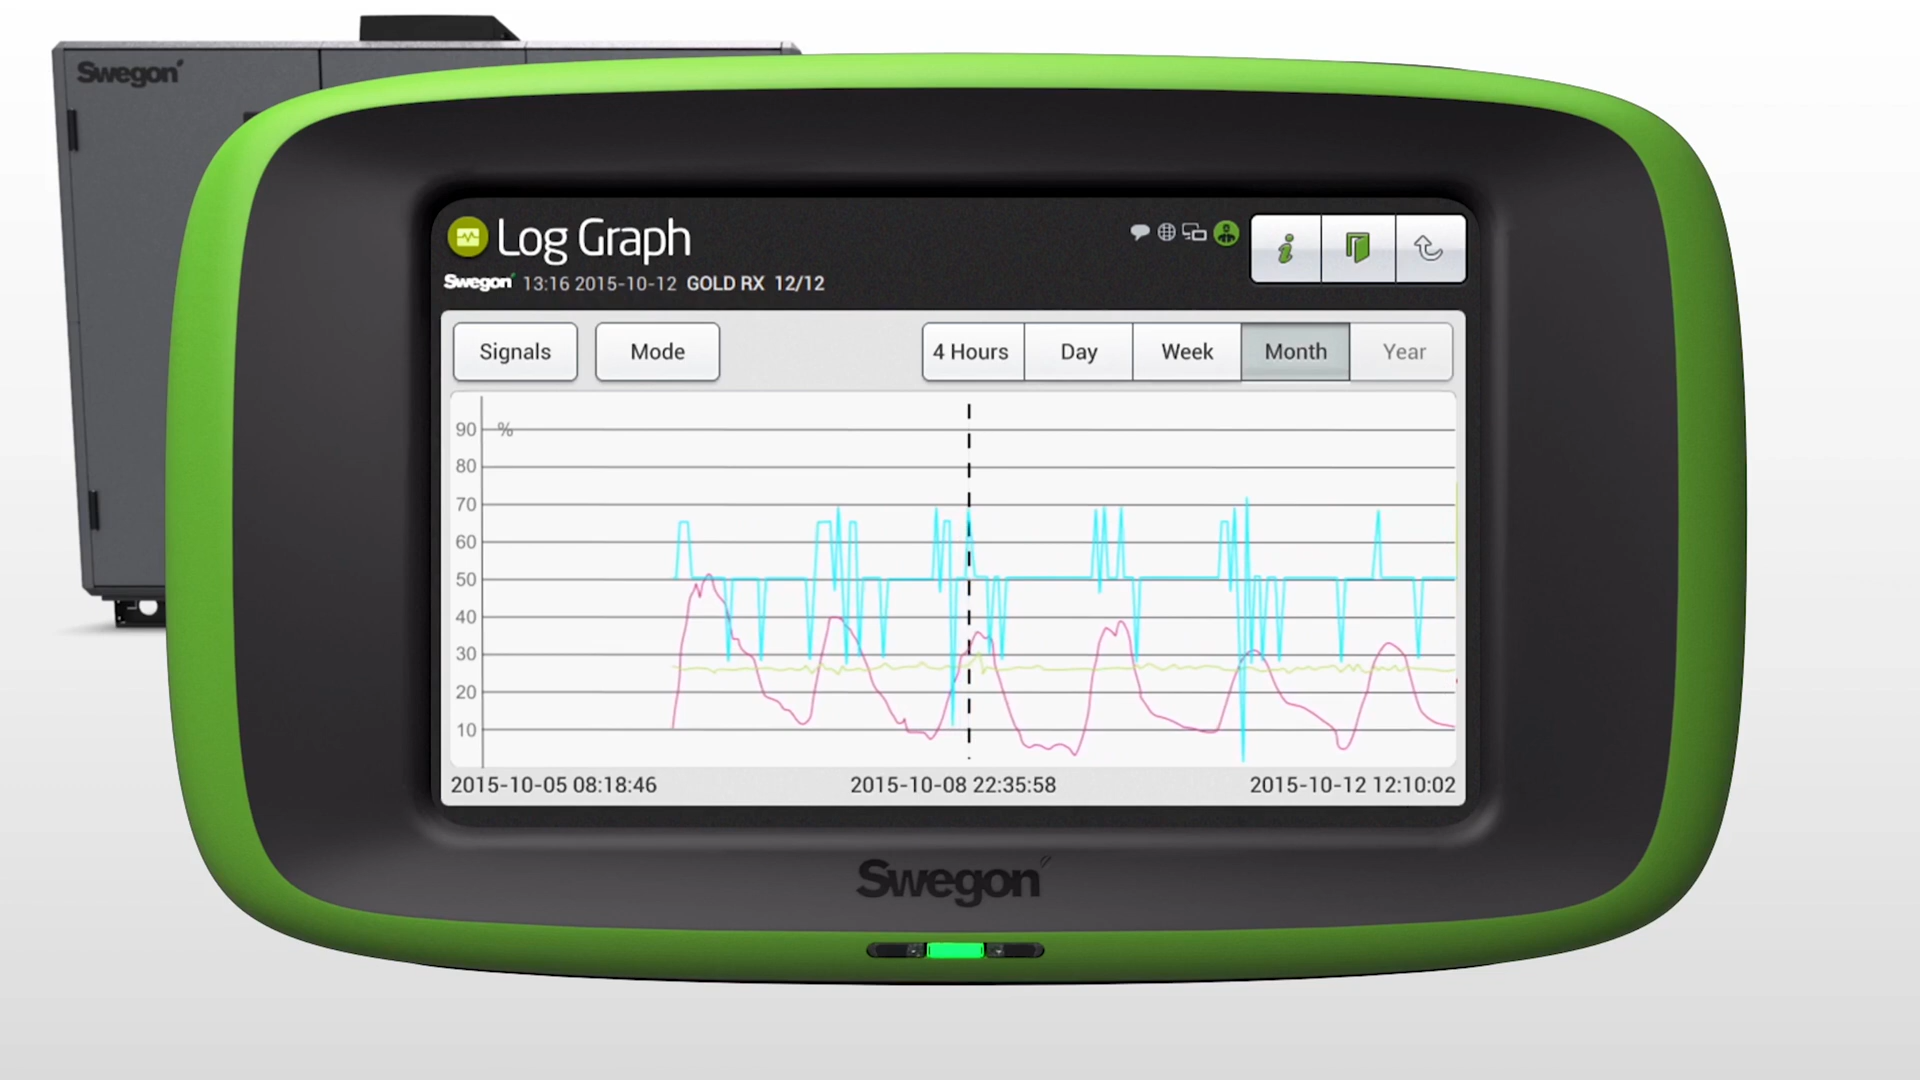 Swegon
Log Graph
Swegon 13:16 2015-10-12 GOLD RX 12/12
Signals Mode 4 Hours Day Week Month Year
90 %
80
70
60
50
40
30
20
10
2015-10-05 08:18:46 2015-10-08 22:35:58 2015-10-12 12:10:02
Swegon